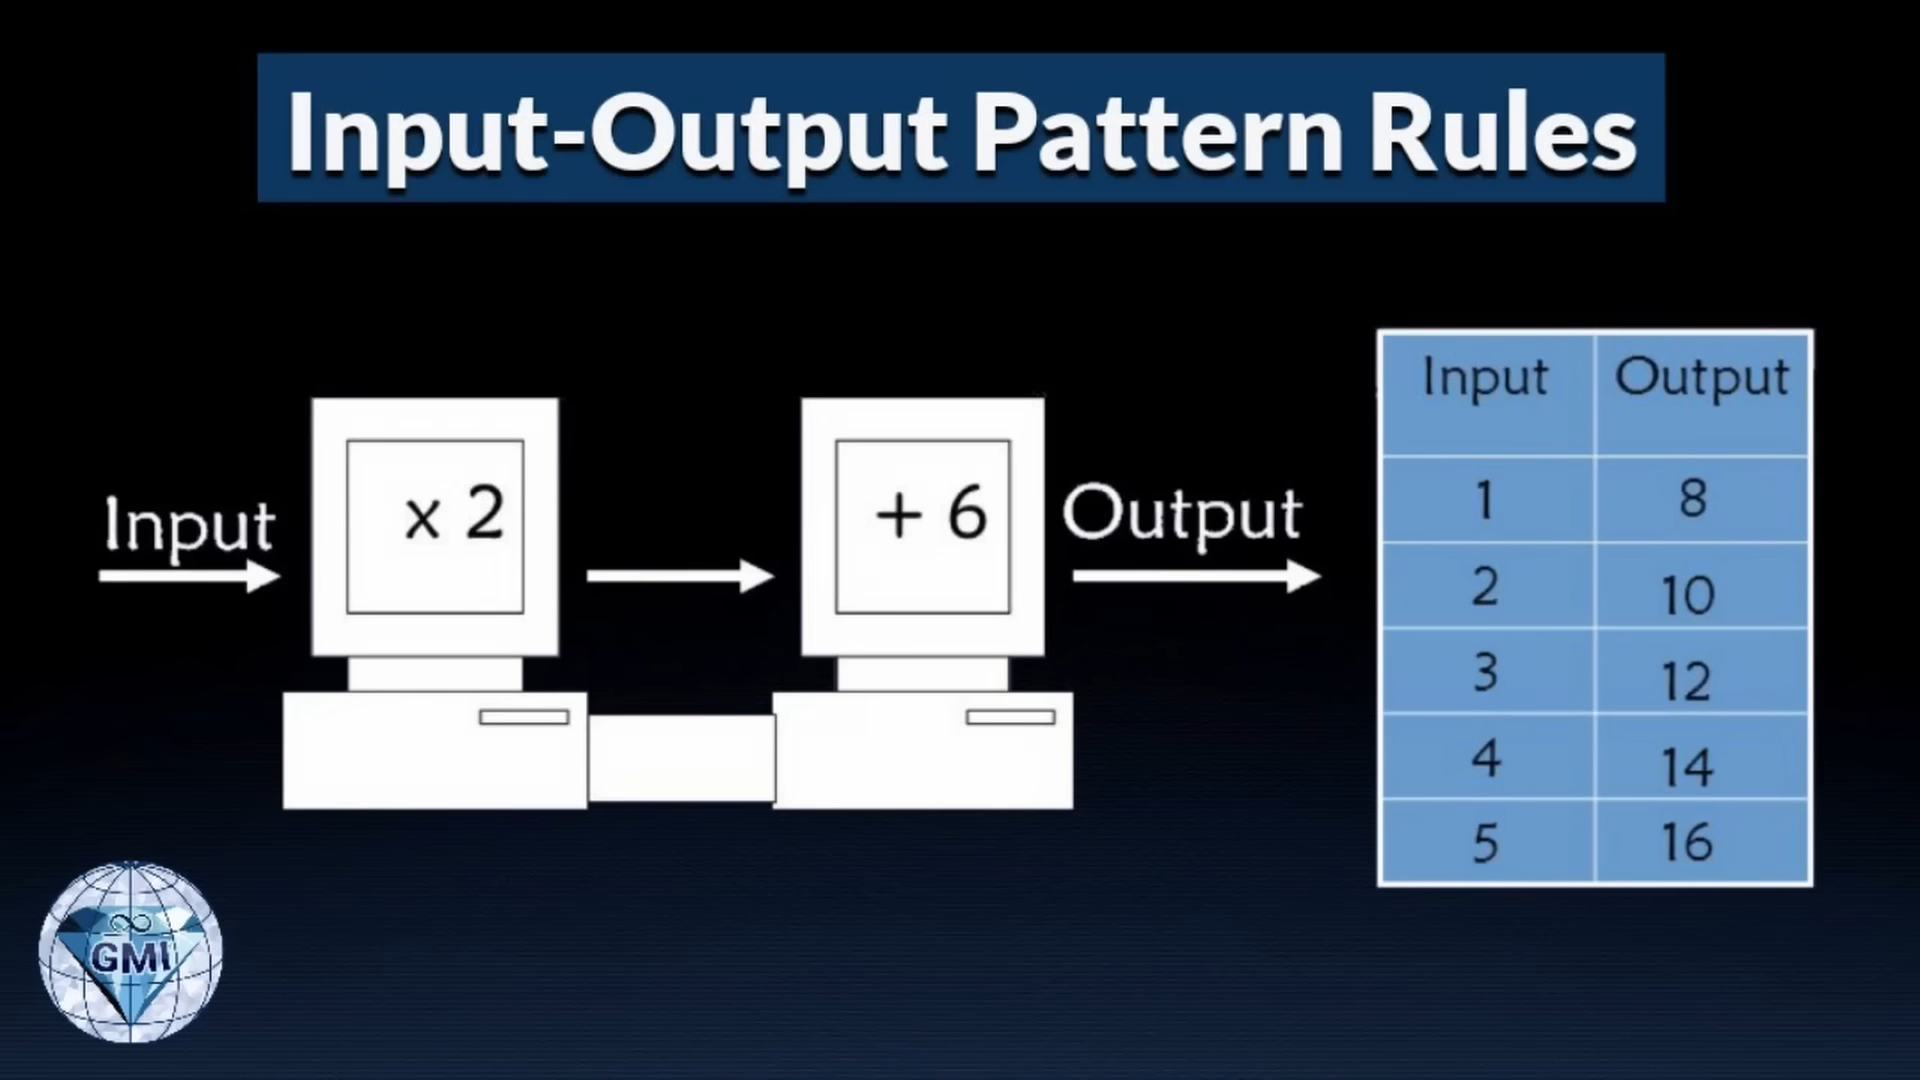 Input-Output Pattern Rules
Input
x 2
+ 6
Output
Input Output
1 8
2 10
3 12
4 14
5 16
∞
GMI